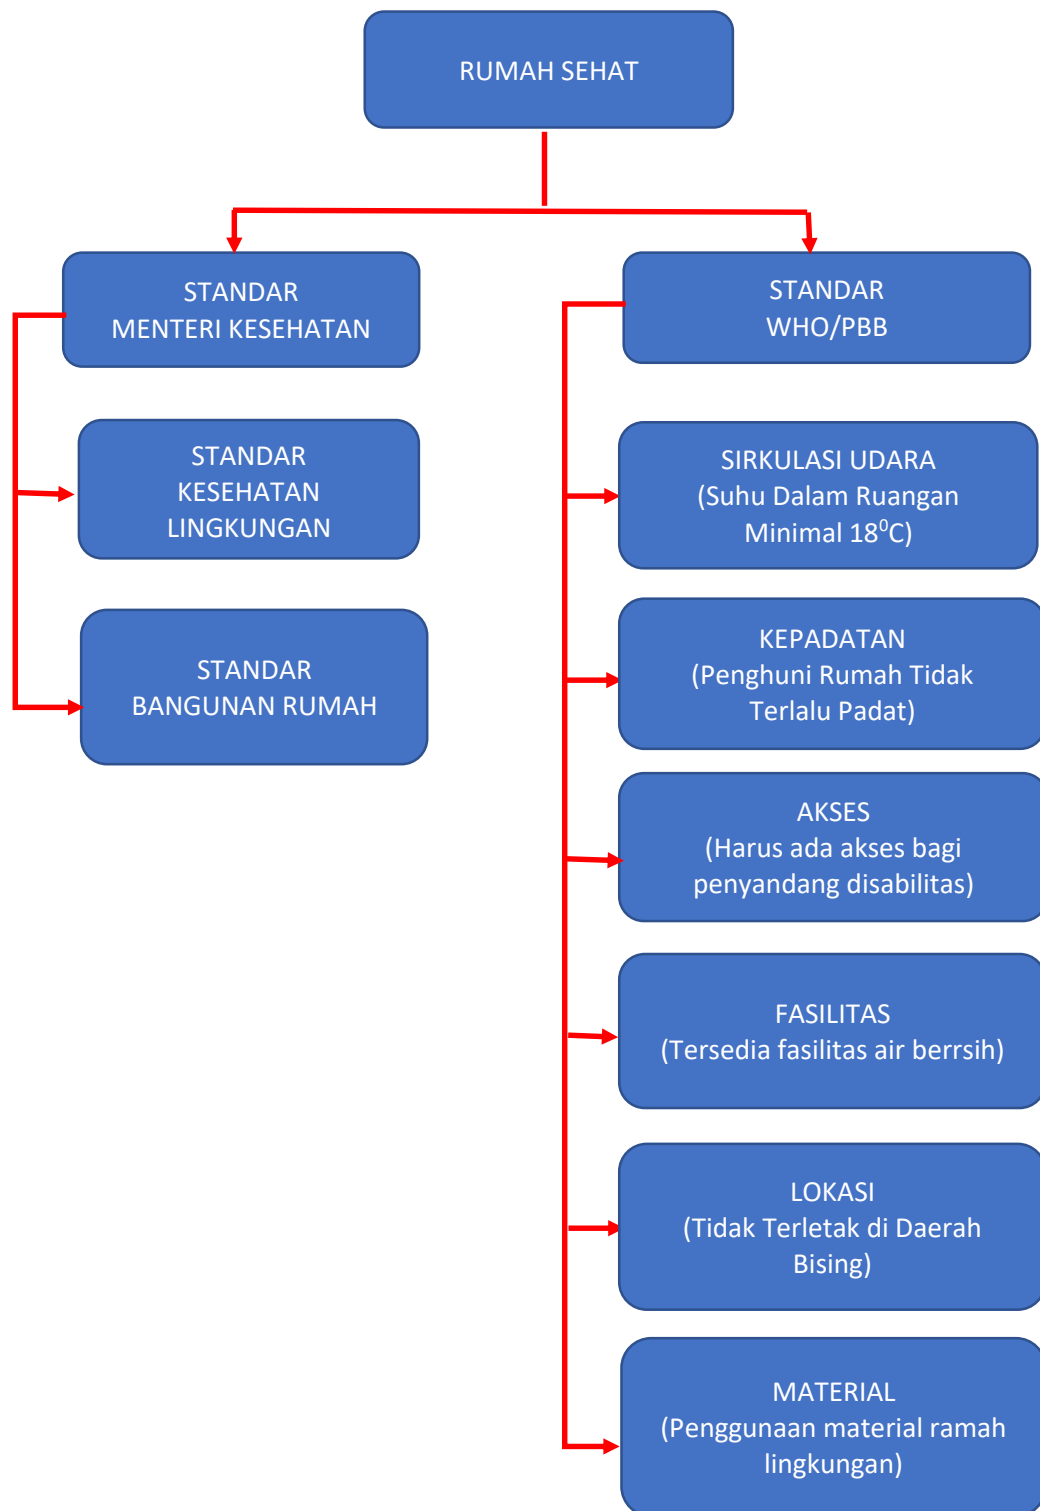 RUMAH SEHAT
STANDAR
MENTERI KESEHATAN
STANDAR
KESEHATAN
LINGKUNGAN
STANDAR
BANGUNAN RUMAH
STANDAR
WHO/PBB
SIRKULASI UDARA
(Suhu Dalam Ruangan
Minimal 18⁰C)
KEPADATAN
(Penghuni Rumah Tidak
Terlalu Padat)
AKSES
(Harus ada akses bagi
penyandang disabilitas)
FASILITAS
(Tersedia fasilitas air berrsih)
LOKASI
(Tidak Terletak di Daerah
Bising)
MATERIAL
(Penggunaan material ramah
lingkungan)